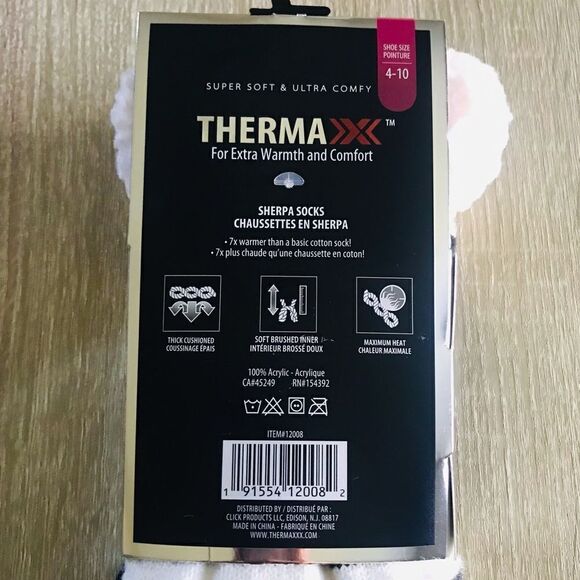 SHOE SIZE
POINTURE
4-10
SUPER SOFT & ULTRA COMFY
THERMAXXX™
For Extra Warmth and Comfort
SHERPA SOCKS
CHAUSSETTES EN SHERPA
• 7x warmer than a basic cotton sock!
• 7x plus chaude qu'une chaussette en coton!
THICK CUSHIONED
COUSSINAGE ÉPAIS
SOFT BRUSHED INNER
INTÉRIEUR BROSSÉ DOUX
MAXIMUM HEAT
CHALEUR MAXIMALE
100% Acrylic - Acrylique
CA#45249 RN#154392
ITEM#12008
1 91554 12008 2
DISTRIBUTED BY / DISTRIBUÉ PAR :
CLICK PRODUCTS LLC, EDISON, N.J. 08817
MADE IN CHINA - FABRIQUÉ EN CHINE
WWW.THERMAXXX.COM